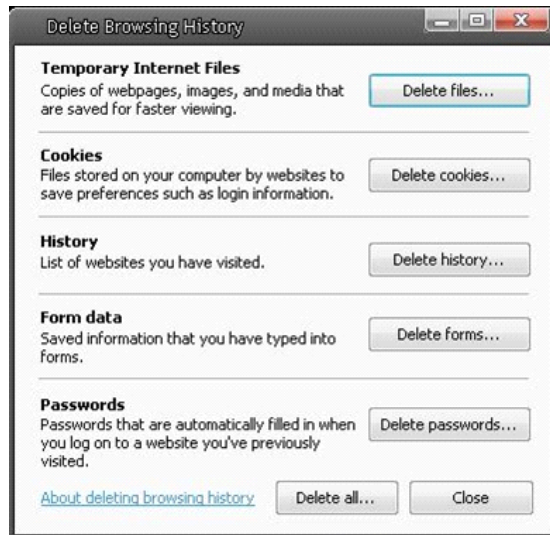 Delete Browsing History
Temporary Internet Files
Copies of webpages, images, and media that
are saved for faster viewing.
Delete files...
Cookies
Files stored on your computer by websites to
save preferences such as login information.
Delete cookies...
History
List of websites you have visited.
Delete history...
Form data
Saved information that you have typed into
forms.
Delete forms...
Passwords
Passwords that are automatically filled in when
you log on to a website you've previously
visited.
Delete passwords...
About deleting browsing history
Delete all...
Close